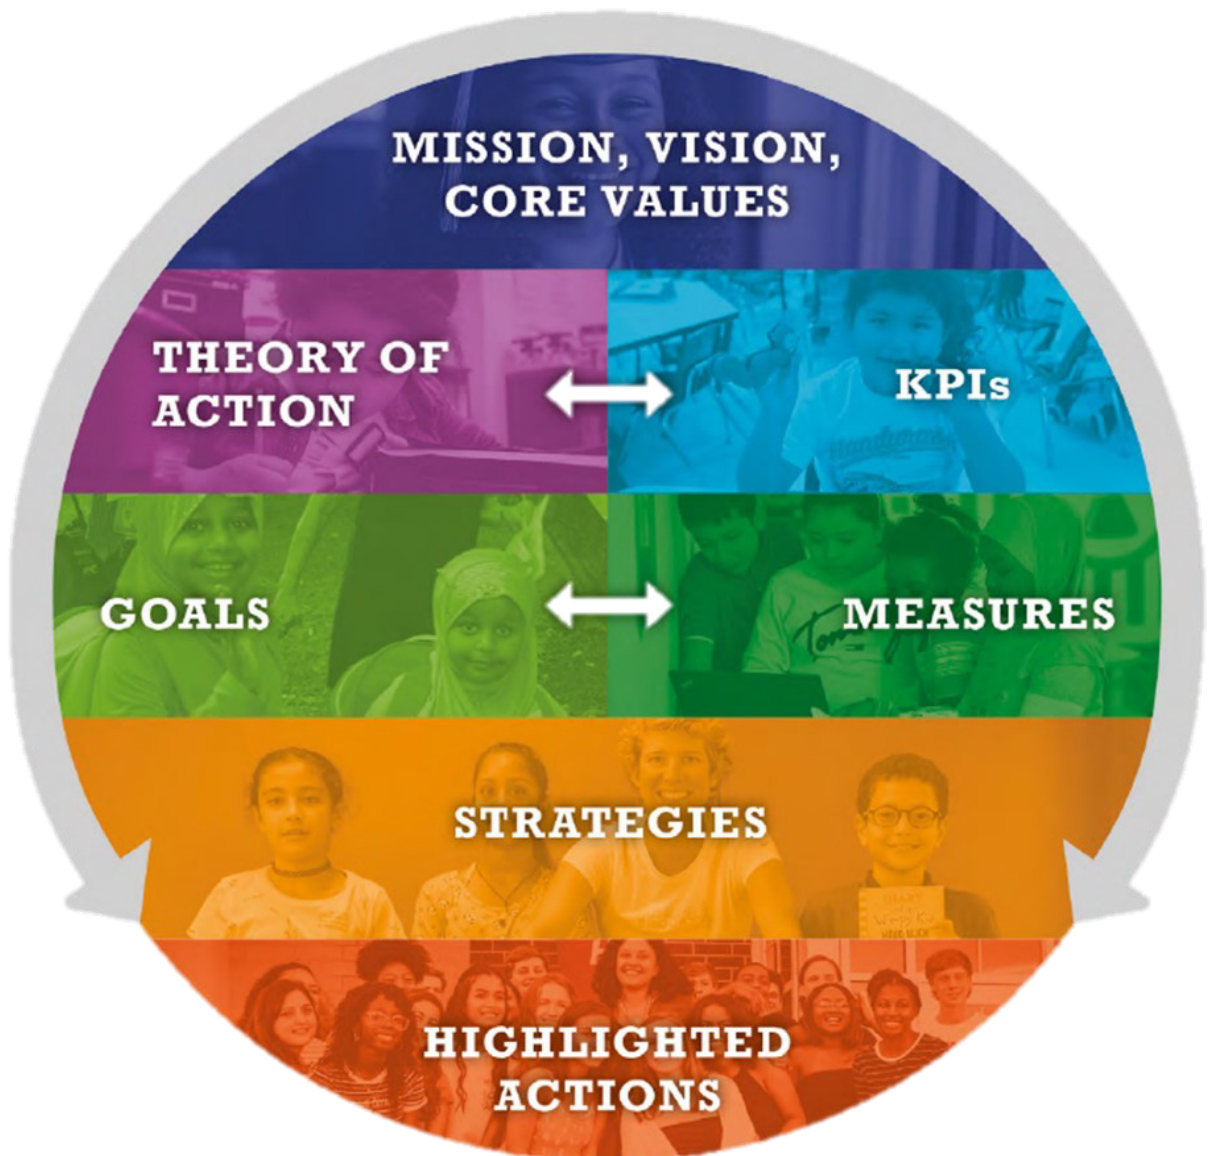 MISSION, VISION,
CORE VALUES
THEORY OF
ACTION
KPIs
GOALS
MEASURES
STRATEGIES
HIGHLIGHTED
ACTIONS